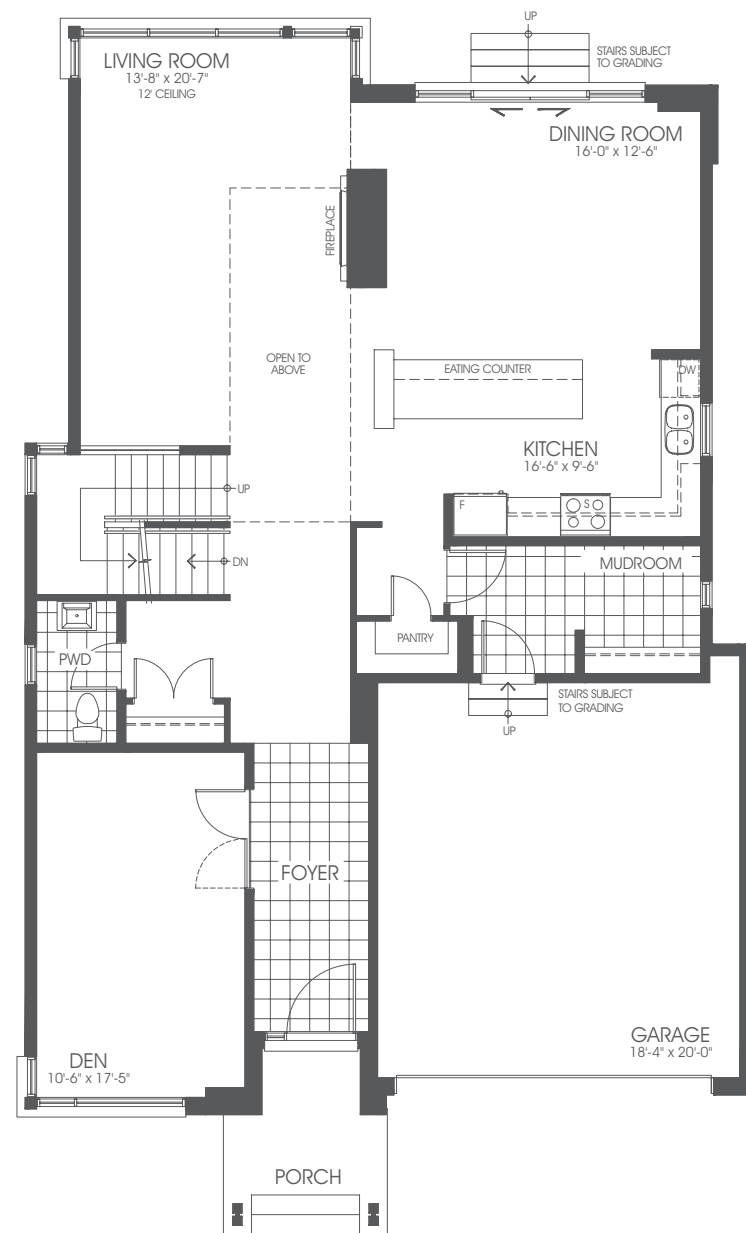 UP
STAIRS SUBJECT
TO GRADING
LIVING ROOM
13'-8" x 20'-7"
12' CEILING
DINING ROOM
16'-0" x 12'-6"
FIREPLACE
OPEN TO
ABOVE
EATING COUNTER
DW
KITCHEN
16'-6" x 9'-6"
UP
F
S
DN
MUDROOM
PANTRY
PWD
STAIRS SUBJECT
TO GRADING
UP
FOYER
GARAGE
18'-4" x 20'-0"
DEN
10'-6" x 17'-5"
PORCH